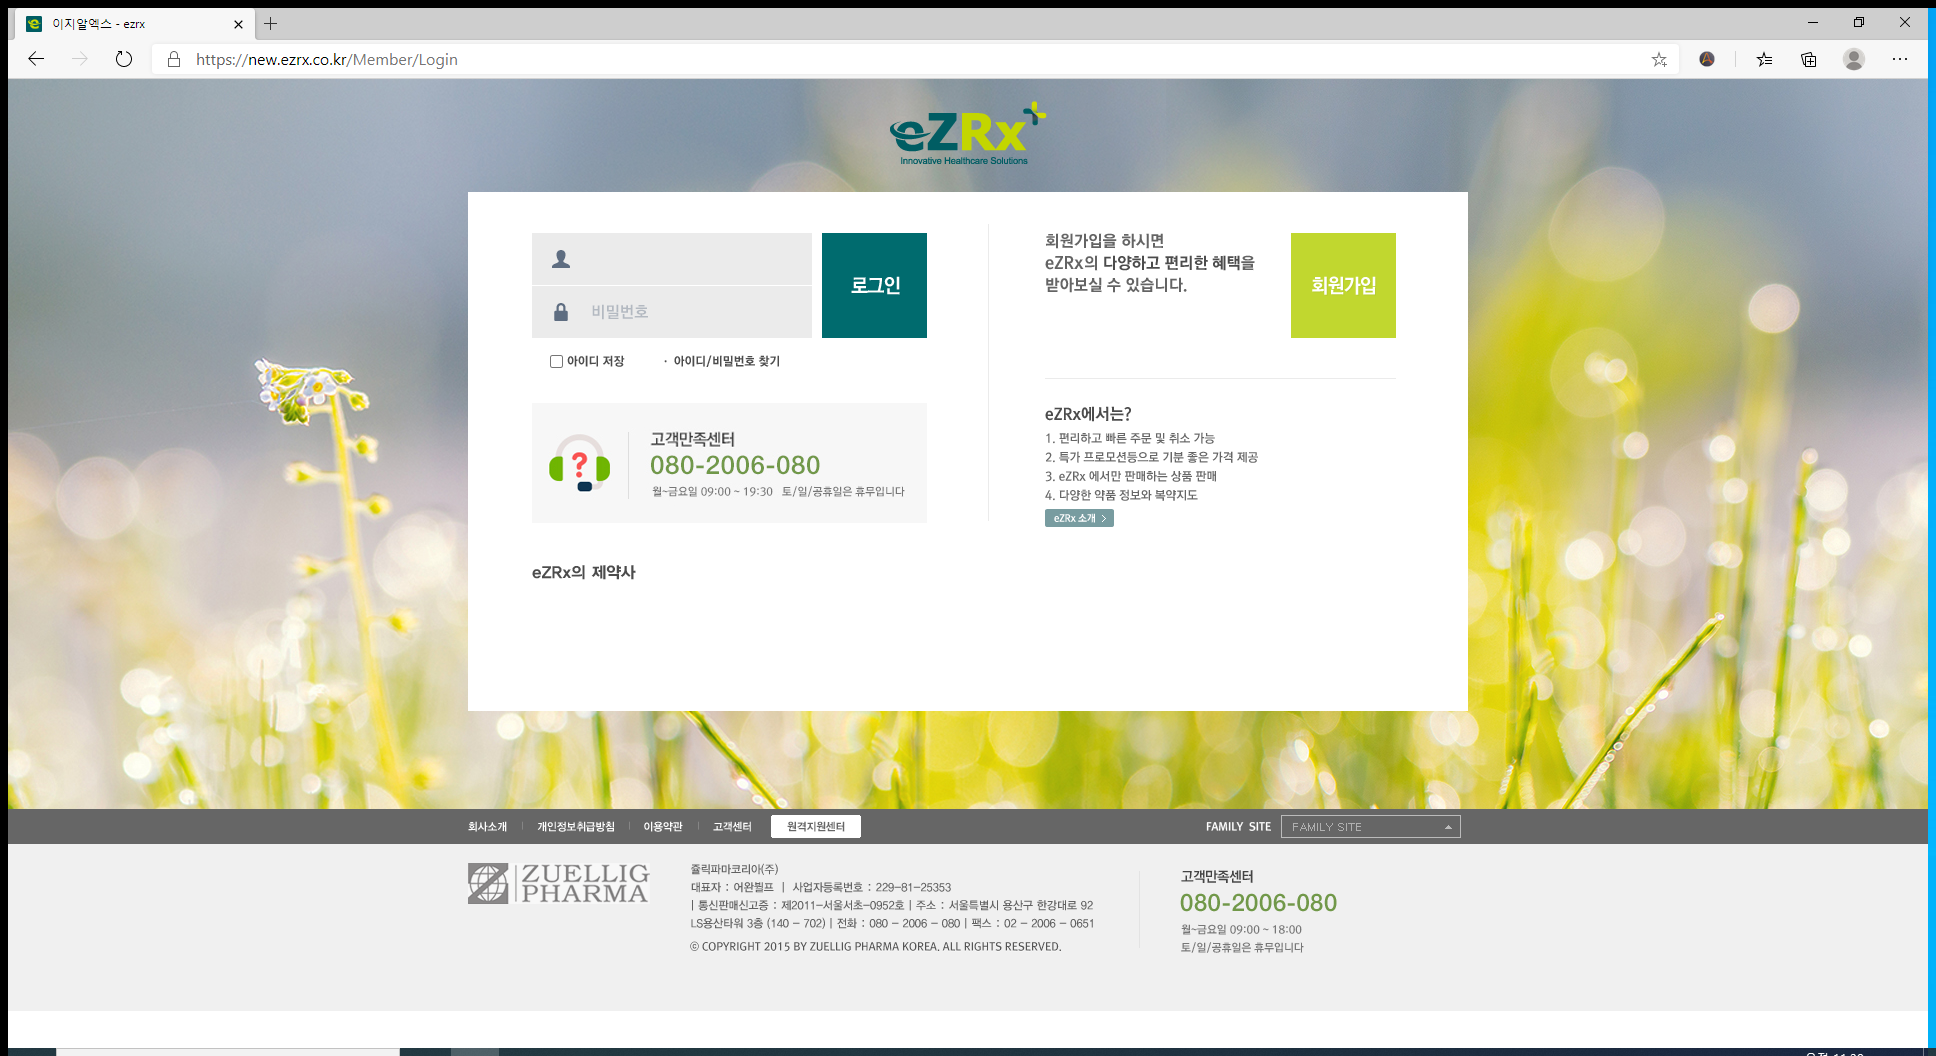 이지알엑스 - ezrx
https://new.ezrx.co.kr/Member/Login
eZRx
Innovative Healthcare Solutions
비밀번호
로그인
아이디 저장
· 아이디/비밀번호 찾기
고객만족센터
080-2006-080
월~금요일 09:00 ~ 19:30 토/일/공휴일은 휴무입니다
eZRx의 제약사
회원가입을 하시면
eZRx의 다양하고 편리한 혜택을
받아보실 수 있습니다.
회원가입
eZRx에서는?
1. 편리하고 빠른 주문 및 취소 가능
2. 특가 프로모션등으로 기분 좋은 가격 제공
3. eZRx 에서만 판매하는 상품 판매
4. 다양한 약품 정보와 복약지도
eZRx 소개 >
회사소개 | 개인정보취급방침 | 이용약관 | 고객센터 원격지원센터
FAMILY SITE FAMILY SITE
ZUELLIG
PHARMA
쥴릭파마코리아(주)
대표자 : 어완뷜프 | 사업자등록번호 : 229-81-25353
| 통신판매신고증 : 제2011-서울서초-0952호 | 주소 : 서울특별시 용산구 한강대로 92
LS용산타워 3층 (140 - 702) | 전화 : 080 - 2006 - 080 | 팩스 : 02 - 2006 - 0651
© COPYRIGHT 2015 BY ZUELLIG PHARMA KOREA. ALL RIGHTS RESERVED.
고객만족센터
080-2006-080
월~금요일 09:00 ~ 18:00
토/일/공휴일은 휴무입니다